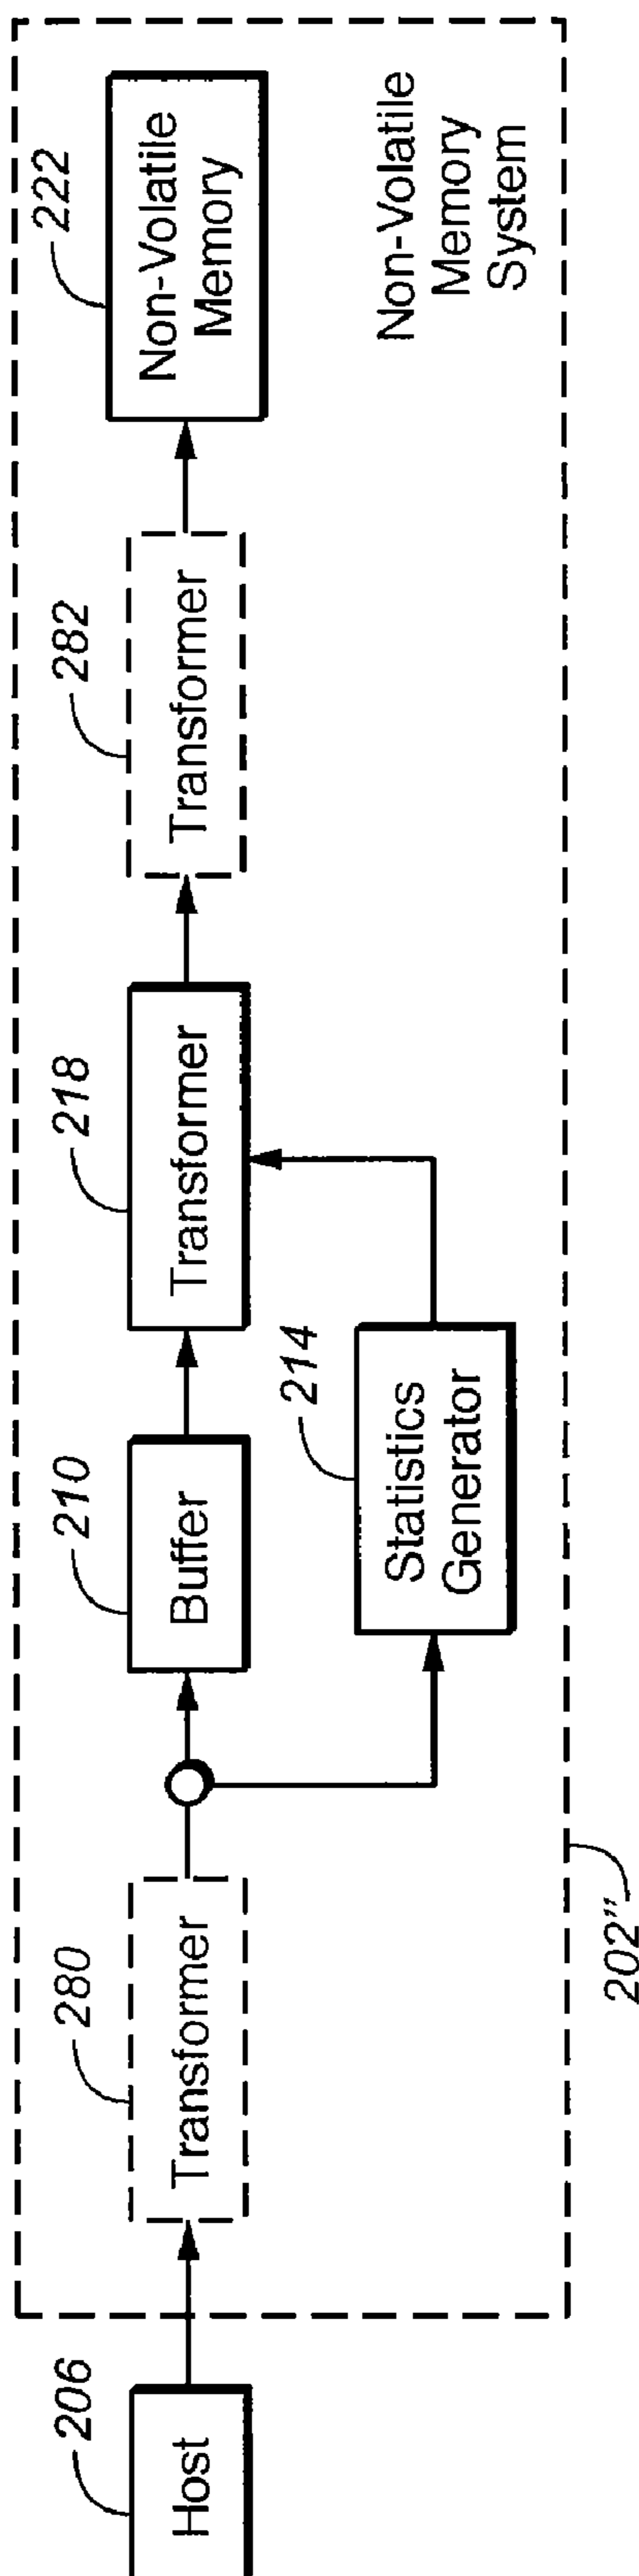 206
Host
280
Transformer
210
Buffer
214
Statistics
Generator
218
Transformer
282
Transformer
222
Non-Volatile
Memory
Non-Volatile
Memory
System
202"